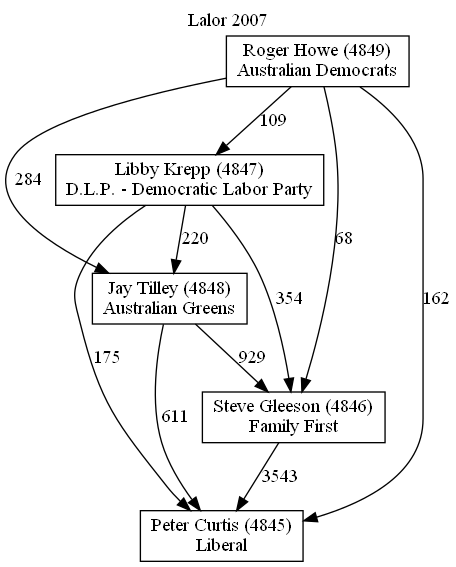 Lalor 2007
Roger Howe (4849)
Australian Democrats
109
Libby Krepp (4847)
D.L.P. - Democratic Labor Party
284
220
68
Jay Tilley (4848)
Australian Greens
354
162
175
929
611
Steve Gleeson (4846)
Family First
3543
Peter Curtis (4845)
Liberal